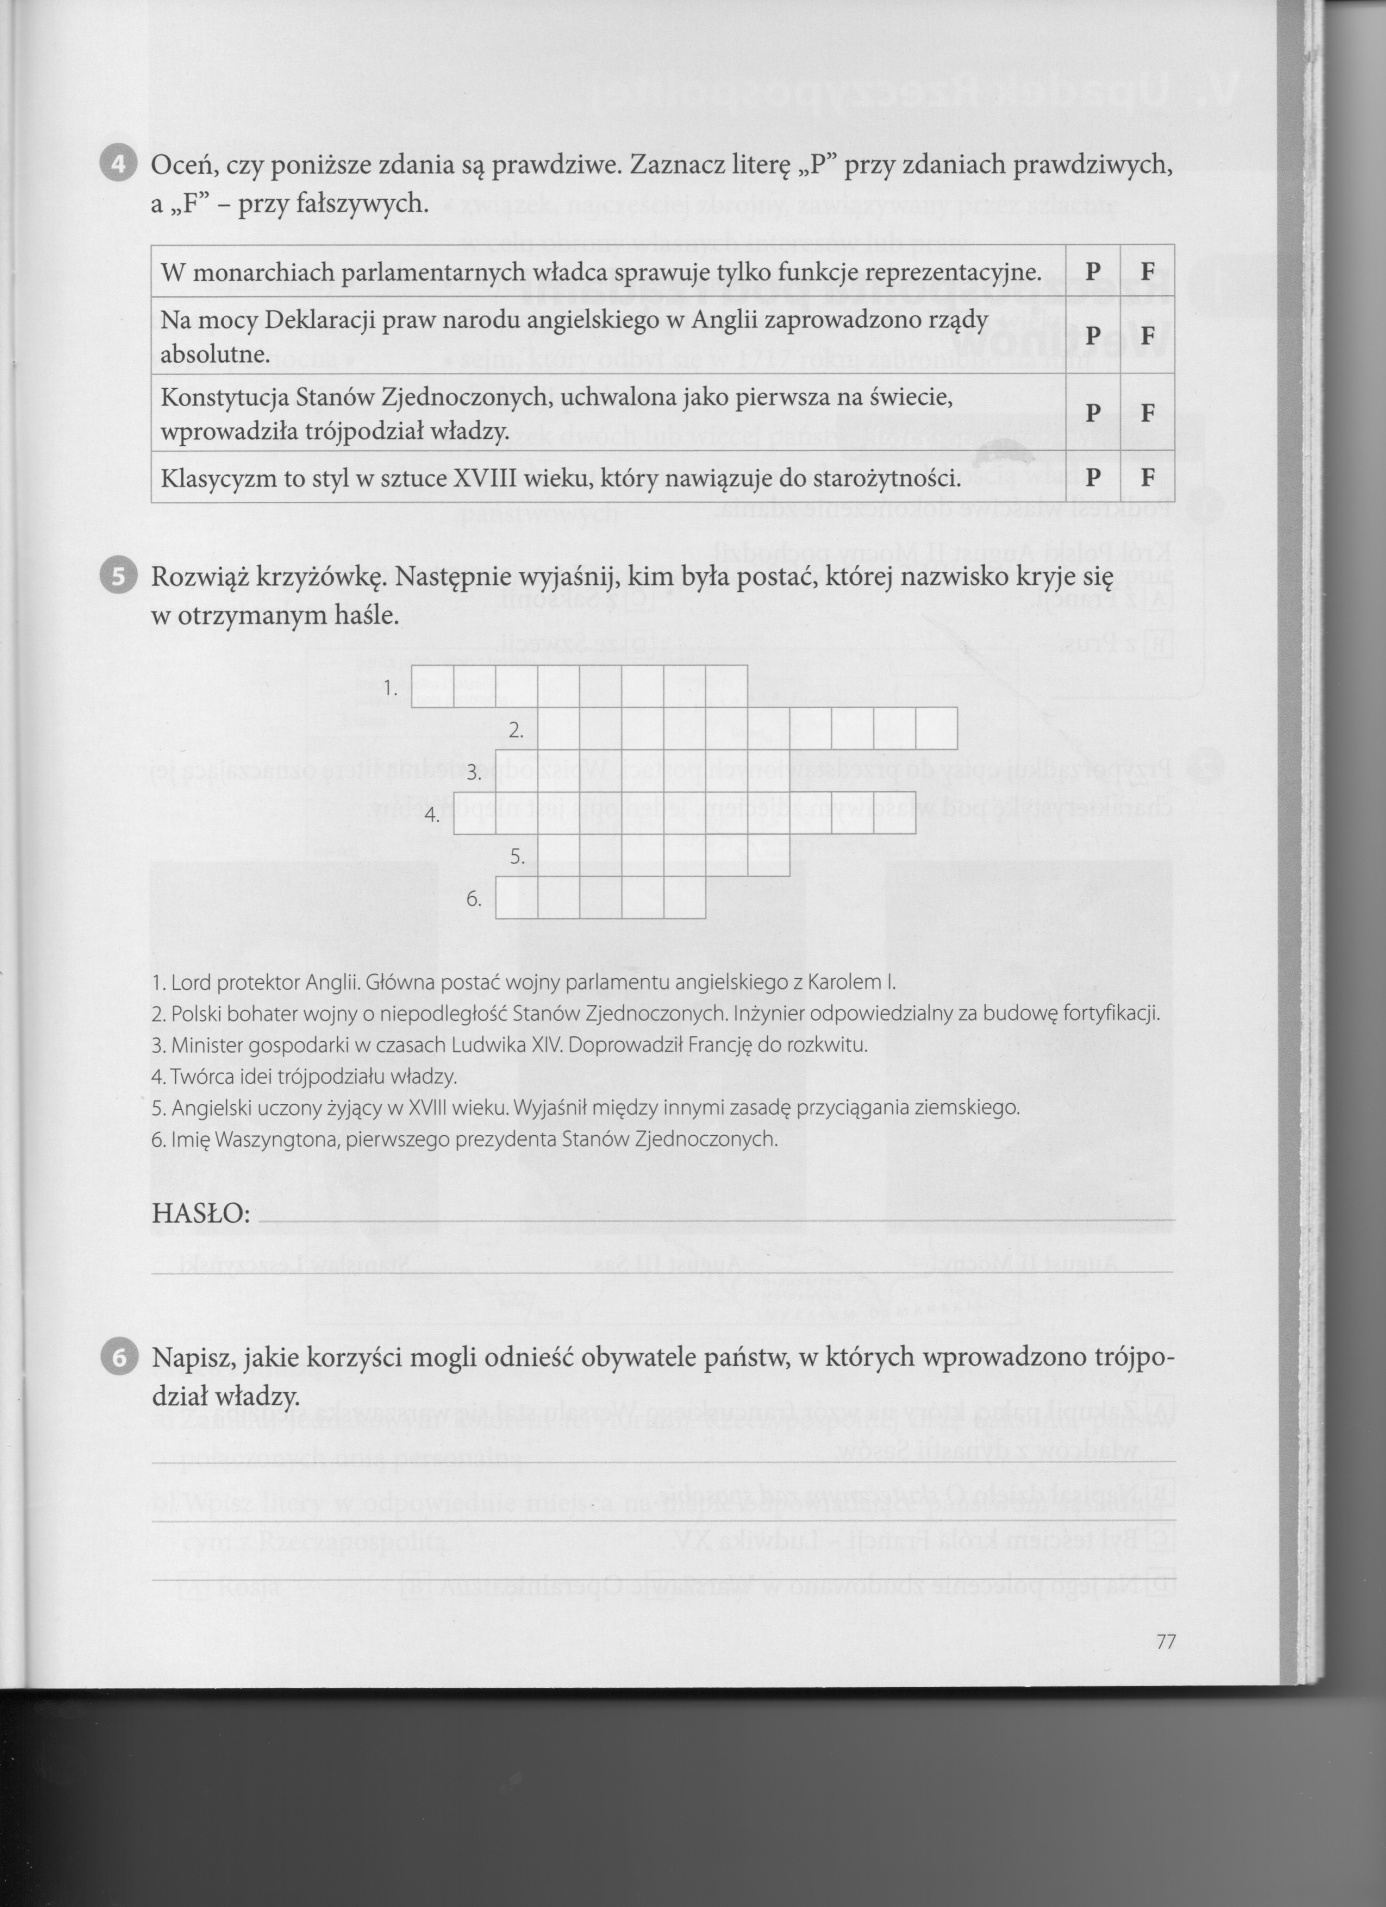 4 Oceń, czy poniższe zdania są prawdziwe. Zaznacz literę „P” przy zdaniach prawdziwych,
a „F” – przy fałszywych.
W monarchiach parlamentarnych władca sprawuje tylko funkcje reprezentacyjne. P F
Na mocy Deklaracji praw narodu angielskiego w Anglii zaprowadzono rządy
absolutne. P F
Konstytucja Stanów Zjednoczonych, uchwalona jako pierwsza na świecie,
wprowadziła trójpodział władzy. P F
Klasycyzm to styl w sztuce XVIII wieku, który nawiązuje do starożytności. P F
5 Rozwiąż krzyżówkę. Następnie wyjaśnij, kim była postać, której nazwisko kryje się
w otrzymanym haśle.
1.
2.
3.
4.
5.
6.
1. Lord protektor Anglii. Główna postać wojny parlamentu angielskiego z Karolem I.
2. Polski bohater wojny o niepodległość Stanów Zjednoczonych. Inżynier odpowiedzialny za budowę fortyfikacji.
3. Minister gospodarki w czasach Ludwika XIV. Doprowadził Francję do rozkwitu.
4. Twórca idei trójpodziału władzy.
5. Angielski uczony żyjący w XVIII wieku. Wyjaśnił między innymi zasadę przyciągania ziemskiego.
6. Imię Waszyngtona, pierwszego prezydenta Stanów Zjednoczonych.
HASŁO:
6 Napisz, jakie korzyści mogli odnieść obywatele państw, w których wprowadzono trójpo-
dział władzy.
77